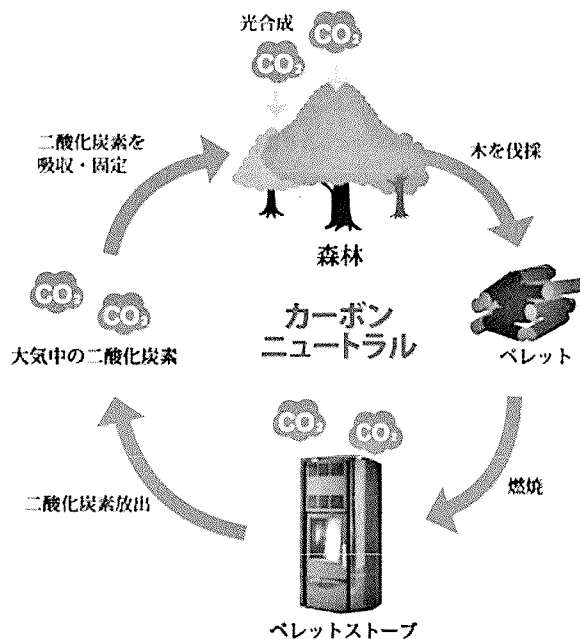 光合成
CO2
CO2
二酸化炭素を
吸収・固定
木を伐採
森林
CO2
CO2
大気中の二酸化炭素
カーボン
ニュートラル
ペレット
CO2
CO2
二酸化炭素放出
燃焼
ペレットストーブ